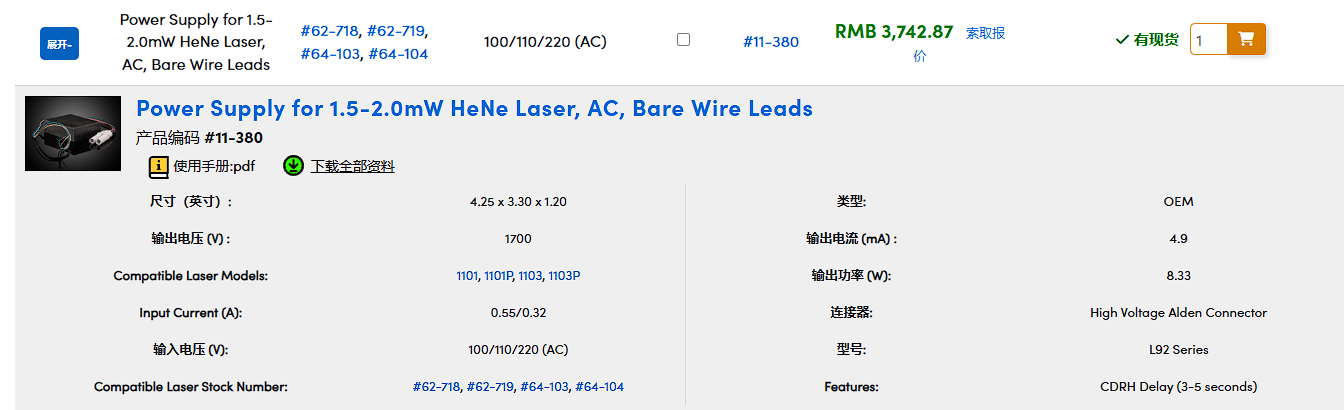 展开-
Power Supply for 1.5-
2.0mW HeNe Laser,
AC, Bare Wire Leads
#62-718, #62-719,
#64-103, #64-104
100/110/220 (AC)
#11-380
RMB 3,742.87 索取报
价
有现货
1
Power Supply for 1.5-2.0mW HeNe Laser, AC, Bare Wire Leads
产品编码 #11-380
使用手册:pdf 下载全部资料
尺寸（英寸）: 4.25 x 3.30 x 1.20
输出电压 (V) : 1700
Compatible Laser Models: 1101, 1101P, 1103, 1103P
Input Current (A): 0.55/0.32
输入电压 (V): 100/110/220 (AC)
Compatible Laser Stock Number: #62-718, #62-719, #64-103, #64-104
类型: OEM
输出电流 (mA) : 4.9
输出功率 (W): 8.33
连接器: High Voltage Alden Connector
型号: L92 Series
Features: CDRH Delay (3-5 seconds)